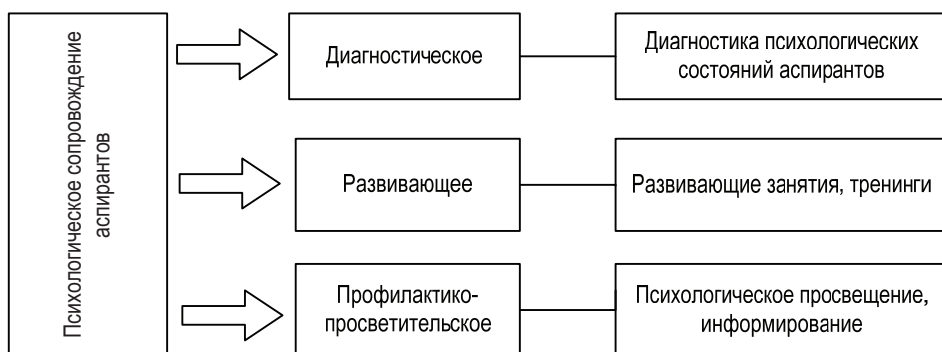 Психологическое сопровождение
аспирантов
Диагностическое
Диагностика психологических
состояний аспирантов
Развивающее
Развивающие занятия, тренинги
Профилактико-
просветительское
Психологическое просвещение,
информирование